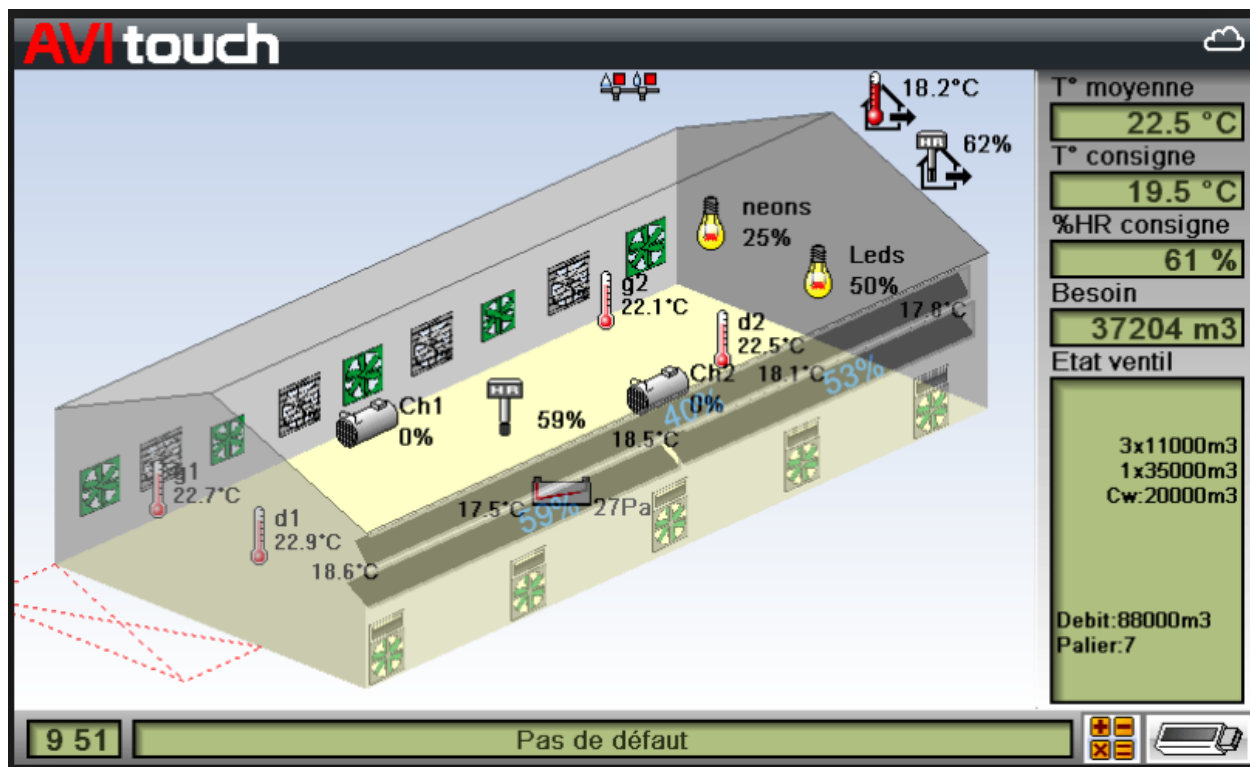 AVItouch
18.2°C
62%
neons
25%
Leds
50%
g2
22.1°C
17.8°C
d2
22.5°C
18.1°C
53%
Ch2
0%
40%
Ch1
0%
HR
59%
18.5°C
g1
22.7°C
17.5°C
59%
27Pa
d1
22.9°C
18.6°C
T° moyenne
22.5 °C
T° consigne
19.5 °C
%HR consigne
61 %
Besoin
37204 m3
Etat ventil
3x11000m3
1x35000m3
Cw:20000m3
Debit:88000m3
Palier:7
9 51
Pas de défaut